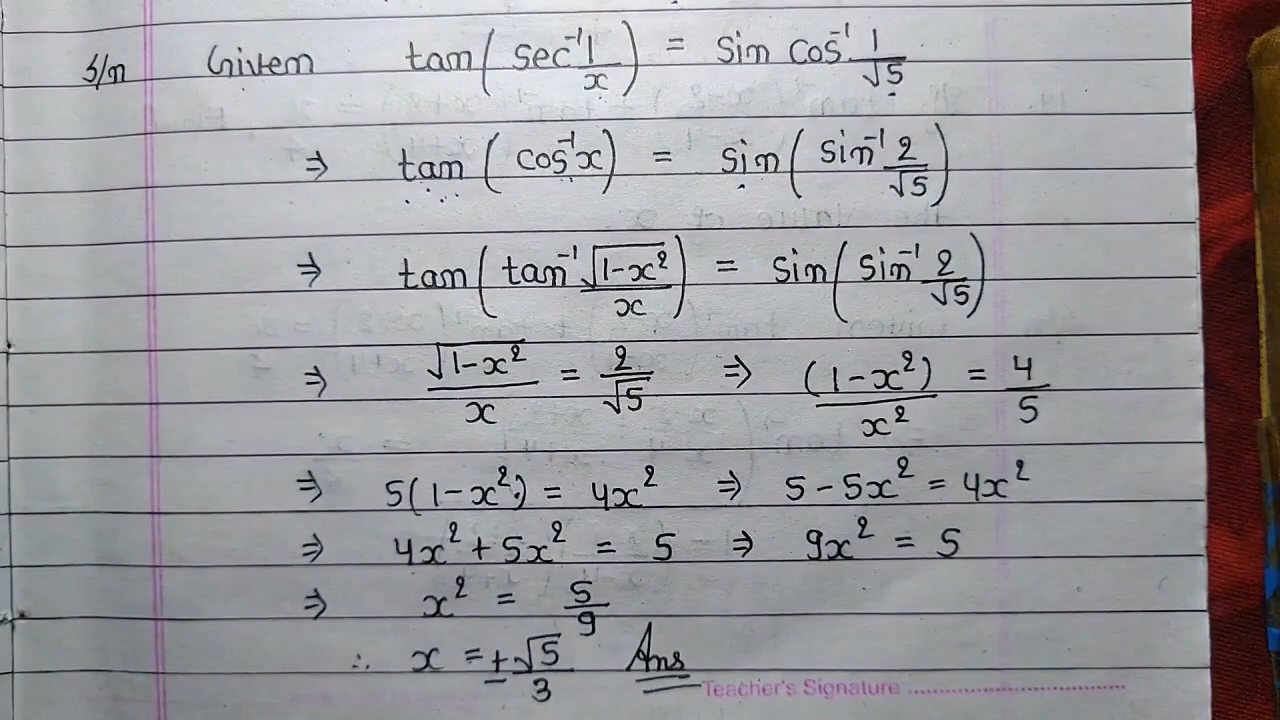 S/n Given tan(sec⁻¹ 1/x) = sin cos⁻¹ 1/√5
⇒ tan(cos⁻¹x) = sin(sin⁻¹ 2/√5)
⇒ tan(tan⁻¹ √(1-x²)/x) = sin(sin⁻¹ 2/√5)
⇒ √(1-x²)/x = 2/√5 ⇒ (1-x²)/x² = 4/5
⇒ 5(1-x²) = 4x² ⇒ 5-5x² = 4x²
⇒ 4x²+5x² = 5 ⇒ 9x² = 5
⇒ x² = 5/9
∴ x = ±√5/3 Ans
Teacher's Signature